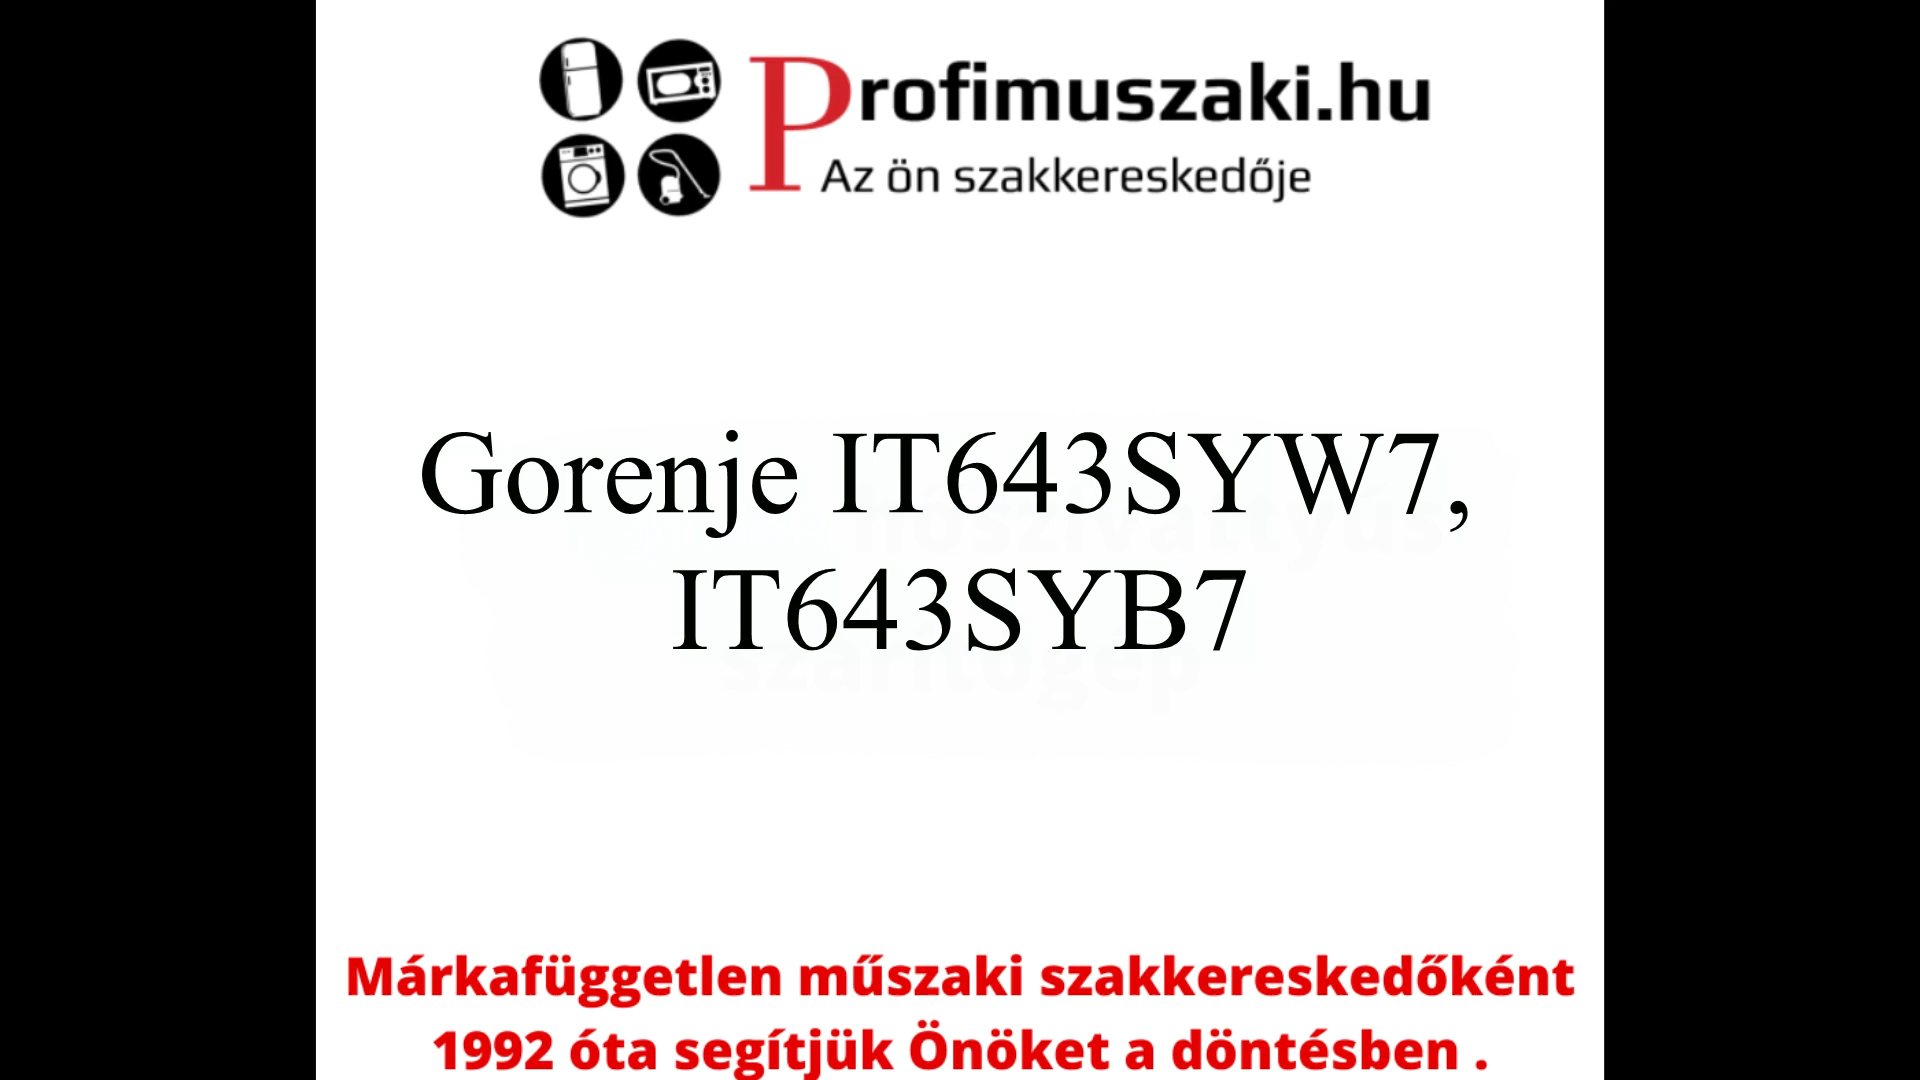 Profimuszaki.hu
Az ön szakkereskedője
Gorenje IT643SYW7,
IT643SYB7
Márkafüggetlen műszaki szakkereskedőként
1992 óta segítjük Önöket a döntésben .